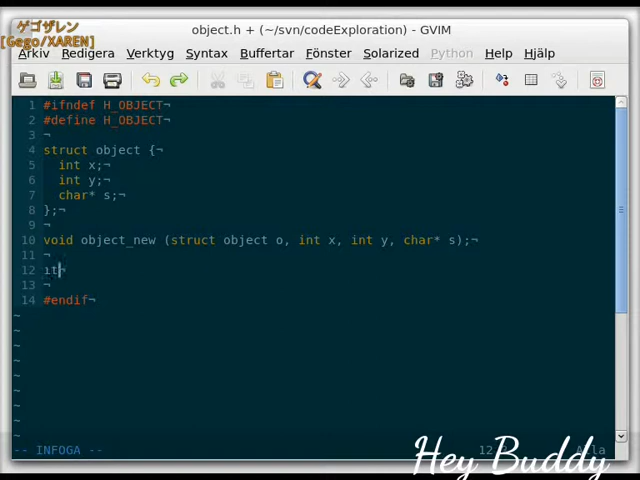 ゲゴザレン
[Gego/XAREN]
object.h + (~/svn/codeExploration) - GVIM
Arkiv Redigera Verktyg Syntax Buffertar Fönster Solarized Python Help Hjälp
1 #ifndef H_OBJECT¬
2 #define H_OBJECT¬
3 ¬
4 struct object {¬
5 int x;¬
6 int y;¬
7 char* s;¬
8 };¬
9 ¬
10 void object_new (struct object o, int x, int y, char* s);¬
11 ¬
12 it¬
13 ¬
14 #endif¬
~
~
~
~
~
~
~
~
-- INFOGA --
Hey Buddy